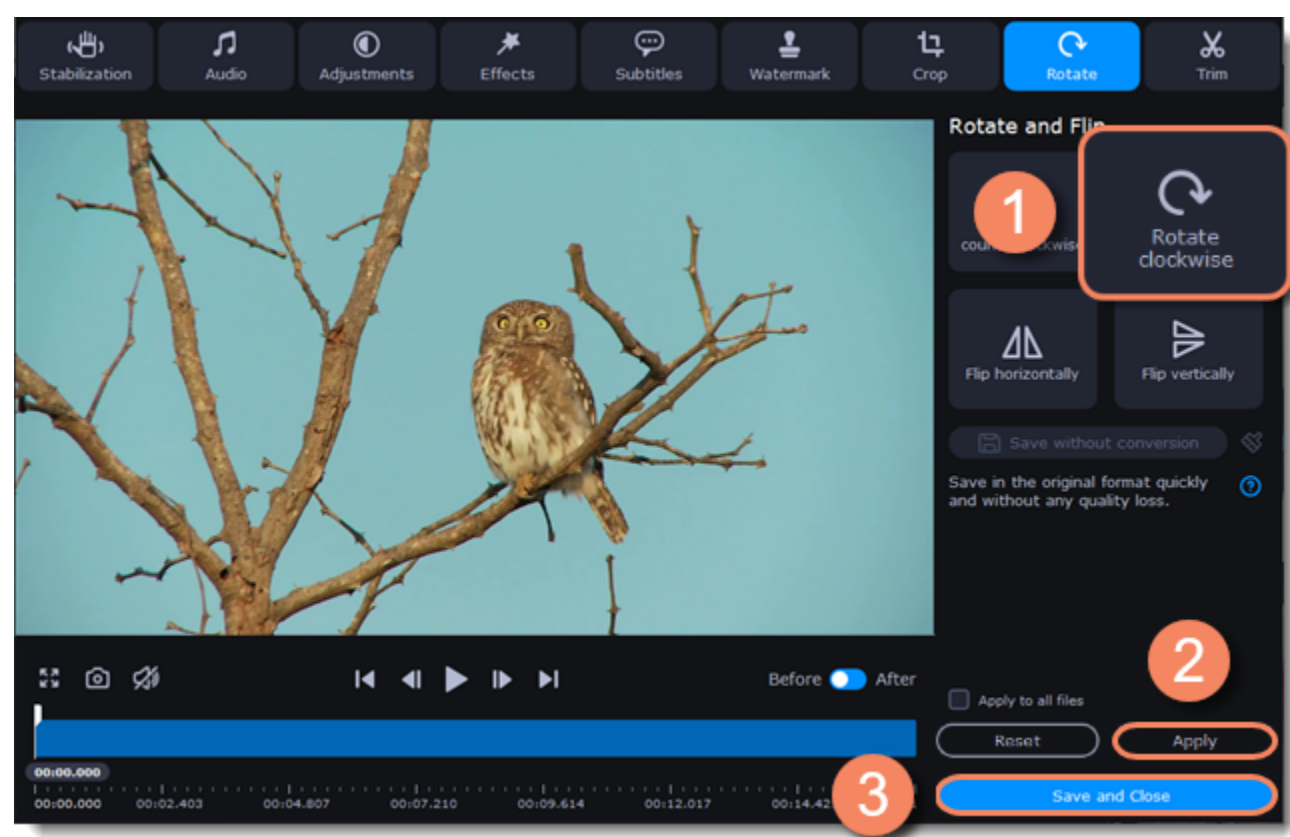 Stabilization
Audio
Adjustments
Effects
Subtitles
Watermark
Crop
Rotate
Trim
Rotate and Flip
1
Rotate
clockwise
Flip horizontally
Flip vertically
Save without conversion
Save in the original format quickly
and without any quality loss.
2
Before
After
Apply to all files
Reset
Apply
00:00.000
3
Save and Close
00:00.000
00:02.403
00:04.807
00:07.210
00:09.614
00:12.017